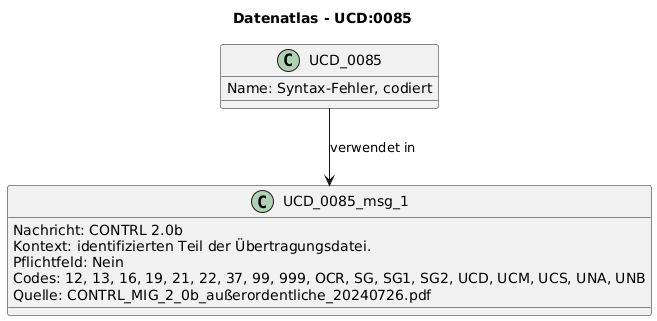 Datenatlas - UCD:0085
C UCD_0085
Name: Syntax-Fehler, codiert
verwendet in
C UCD_0085_msg_1
Nachricht: CONTRL 2.0b
Kontext: identifizierten Teil der Übertragungsdatei.
Pflichtfeld: Nein
Codes: 12, 13, 16, 19, 21, 22, 37, 99, 999, OCR, SG, SG1, SG2, UCD, UCM, UCS, UNA, UNB
Quelle: CONTRL_MIG_2_0b_außerordentliche_20240726.pdf